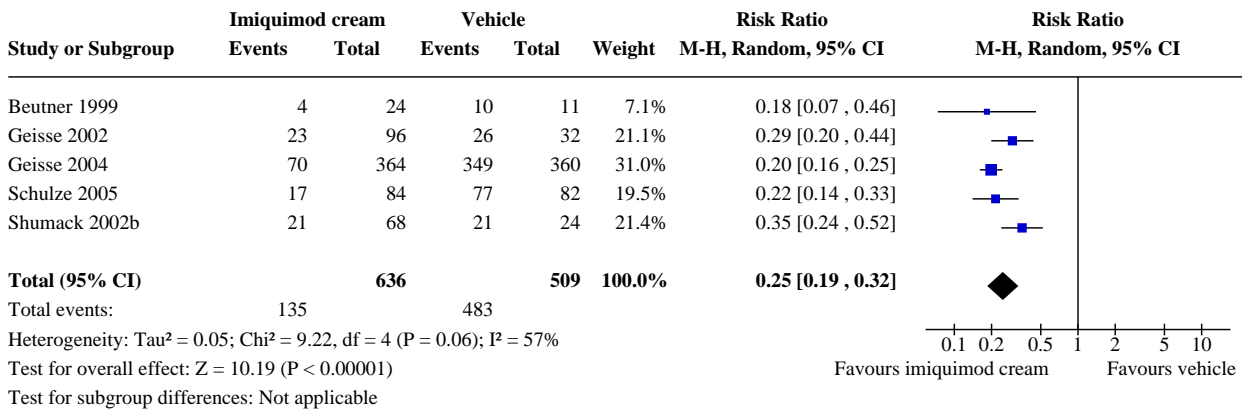 Imiquimod cream Vehicle Risk Ratio Risk Ratio
Study or Subgroup Events Total Events Total Weight M-H, Random, 95% CI M-H, Random, 95% CI
Beutner 1999 4 24 10 11 7.1% 0.18 [0.07 , 0.46]
Geisse 2002 23 96 26 32 21.1% 0.29 [0.20 , 0.44]
Geisse 2004 70 364 349 360 31.0% 0.20 [0.16 , 0.25]
Schulze 2005 17 84 77 82 19.5% 0.22 [0.14 , 0.33]
Shumack 2002b 21 68 21 24 21.4% 0.35 [0.24 , 0.52]
Total (95% CI) 636 509 100.0% 0.25 [0.19 , 0.32]
Total events: 135 483
Heterogeneity: Tau² = 0.05; Chi² = 9.22, df = 4 (P = 0.06); I² = 57%
0.1 0.2 0.5 1 2 5 10
Test for overall effect: Z = 10.19 (P < 0.00001)
Favours imiquimod cream Favours vehicle
Test for subgroup differences: Not applicable